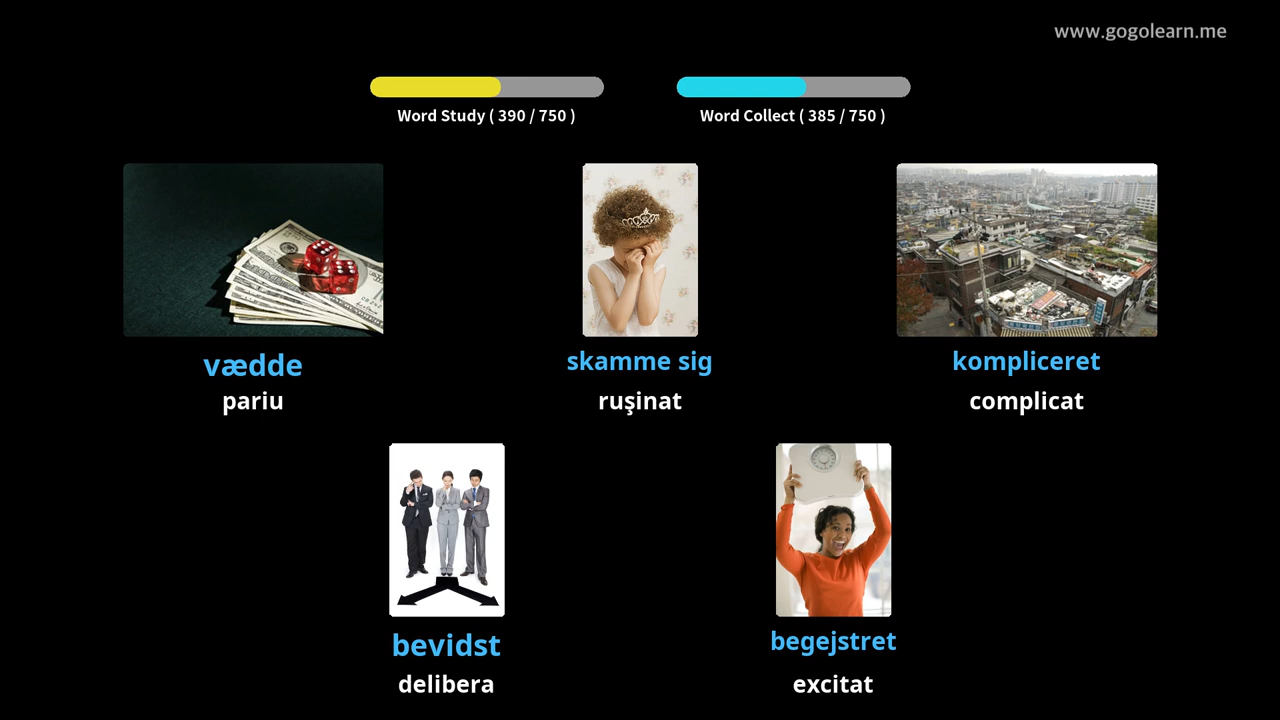 www.gogolearn.me
Word Study ( 390 / 750 )
Word Collect ( 385 / 750 )
vædde
pariu
skamme sig
ruşinat
kompliceret
complicat
bevidst
delibera
begejstret
excitat